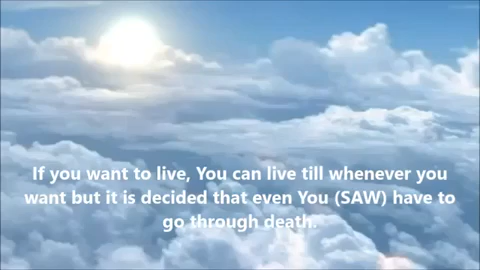 If you want to live, You can live till whenever you
want but it is decided that even You (SAW) have to
go through death.